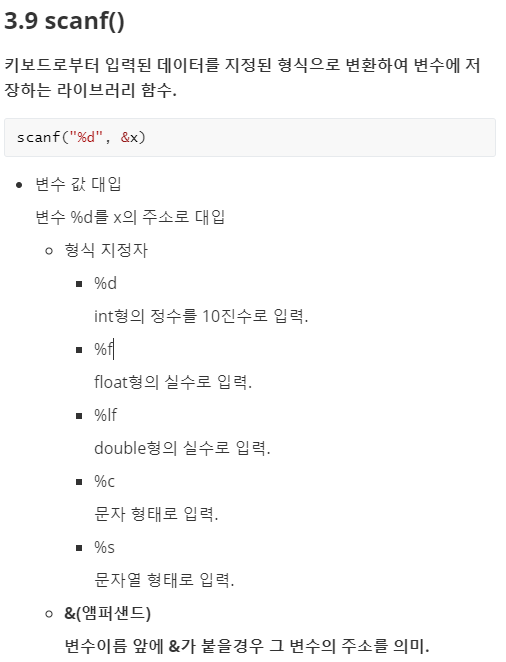 3.9 scanf()
키보드로부터 입력된 데이터를 지정된 형식으로 변환하여 변수에 저
장하는 라이브러리 함수.
scanf("%d", &x)
변수 값 대입
변수 %d를 x의 주소로 대입
형식 지정자
%d
int형의 정수를 10진수로 입력.
%f
float형의 실수로 입력.
%lf
double형의 실수로 입력.
%c
문자 형태로 입력.
%s
문자열 형태로 입력.
&(앰퍼샌드)
변수이름 앞에 &가 붙을경우 그 변수의 주소를 의미.